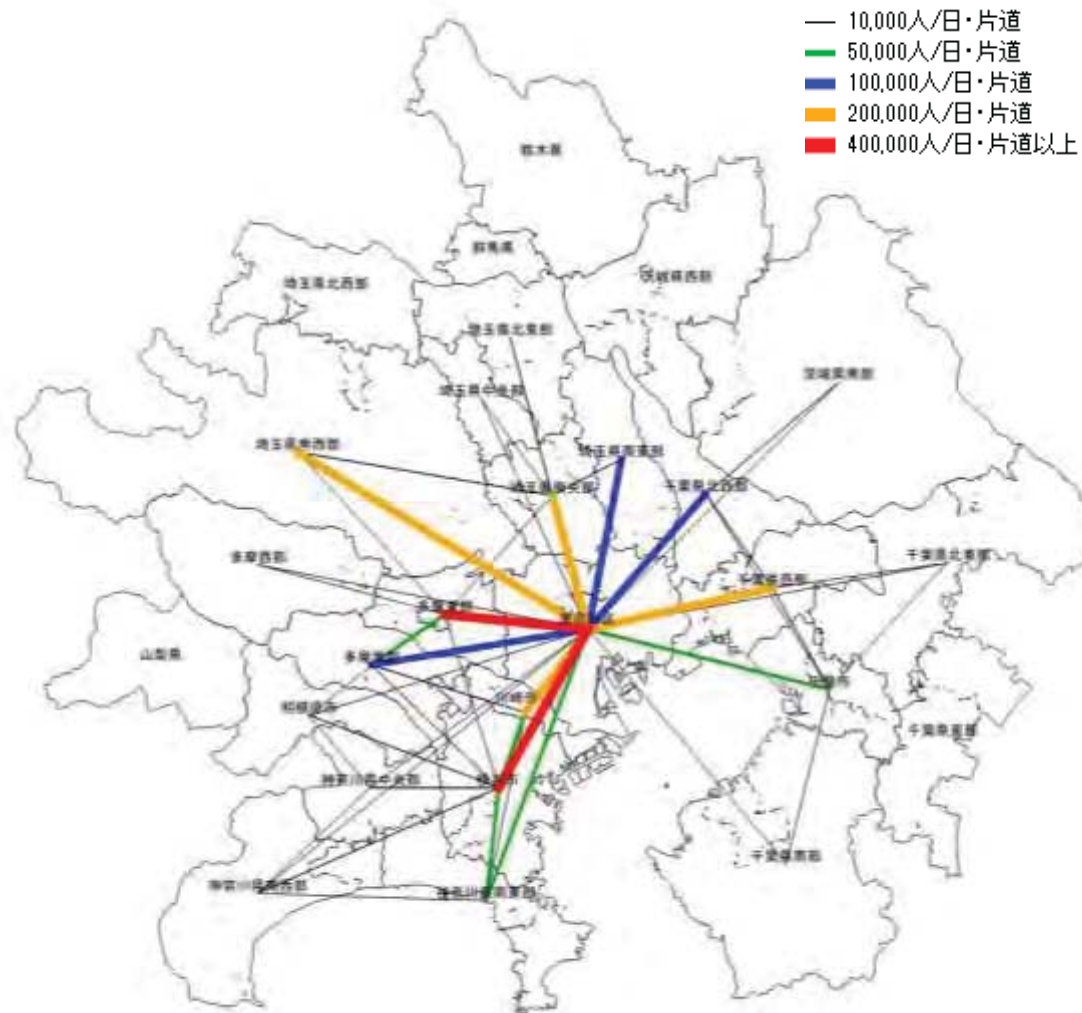 10,000人/日・片道
50,000人/日・片道
100,000人/日・片道
200,000人/日・片道
400,000人/日・片道以上
栃木県
群馬県
埼玉県北西部
茨城県西部
埼玉県北東部
茨城県南部
埼玉県中央部
埼玉県南西部
埼玉県南東部
埼玉県南央部
千葉県北西部
多摩西部
千葉県北東部
千葉県西部
多摩東部
山梨県
多摩南部
千葉市
川崎市
相模原市
千葉県東部
神奈川県中央部
横浜市
千葉県南部
神奈川県南西部
神奈川県南東部